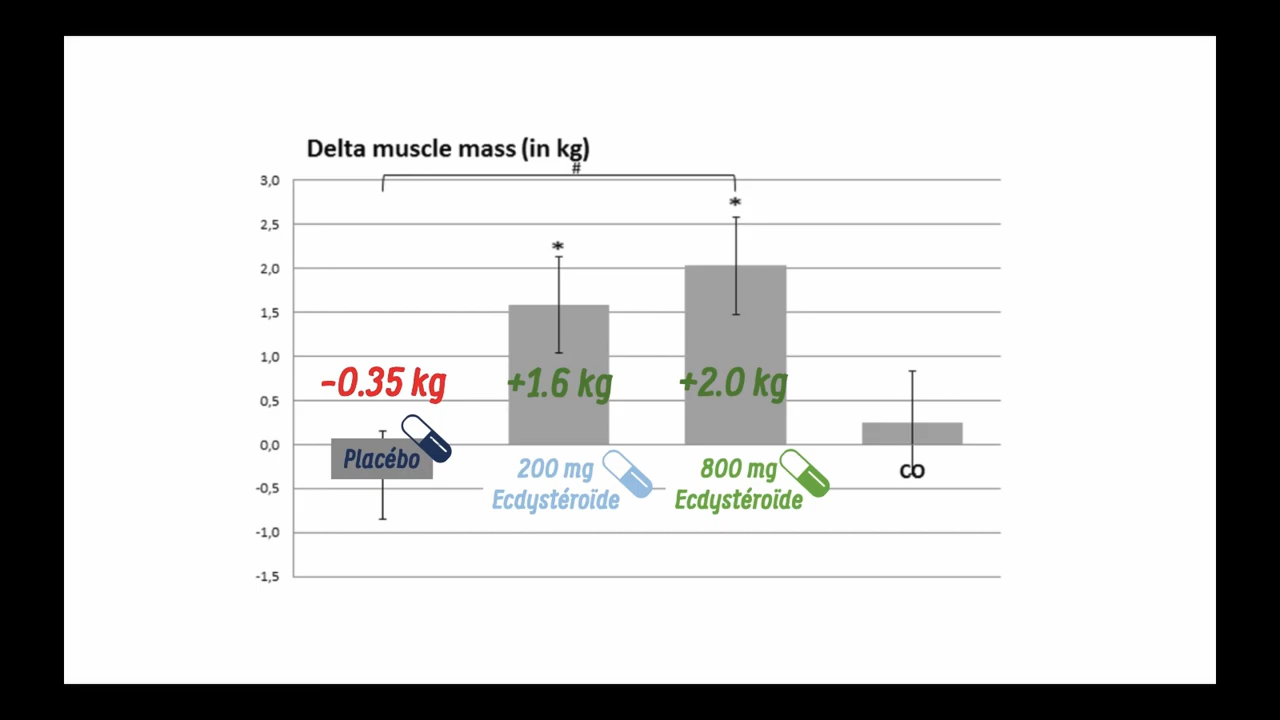 Delta muscle mass (in kg)
#
3,0
*
2,5
*
2,0
1,5
1,0
-0.35 kg
+1.6 kg
+2.0 kg
0,5
0,0
Placébo
200 mg
Ecdystéroïde
800 mg
Ecdystéroïde
CO
-0,5
-1,0
-1,5